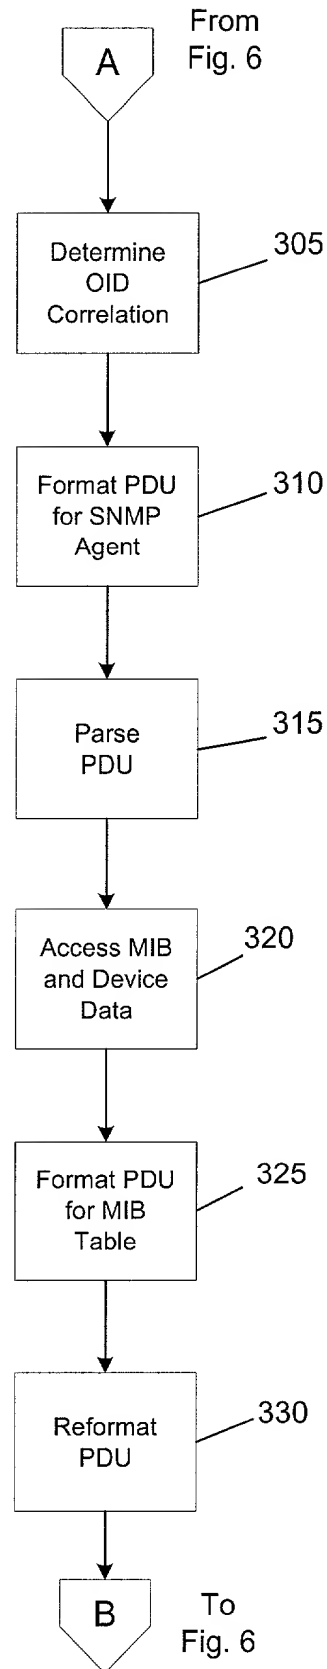 From
Fig. 6
A
Determine
OID
Correlation
305
Format PDU
for SNMP
Agent
310
Parse
PDU
315
Access MIB
and Device
Data
320
Format PDU
for MIB
Table
325
Reformat
PDU
330
B
To
Fig. 6